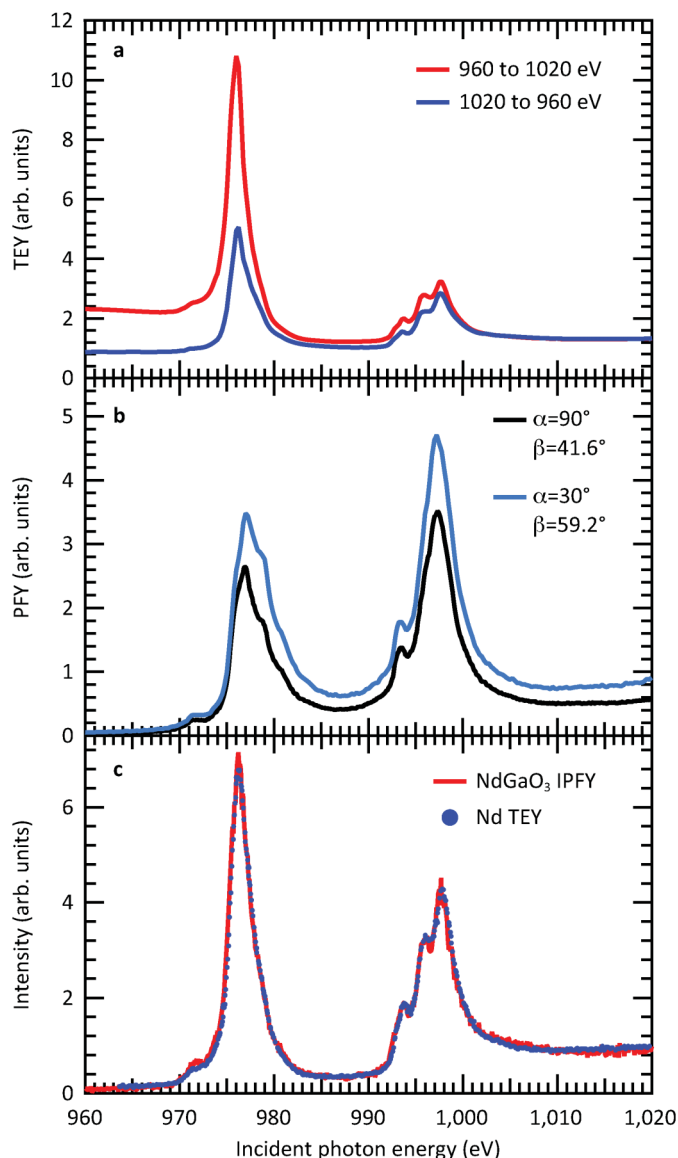 12
10
8
6
4
2
0
TEY (arb. units)
a
960 to 1020 eV
1020 to 960 eV
5
4
3
2
1
0
PFY (arb. units)
b
α=90°
β=41.6°
α=30°
β=59.2°
6
4
2
0
Intensity (arb. units)
c
NdGaO₃ IPFY
Nd TEY
960 970 980 990 1,000 1,010 1,020
Incident photon energy (eV)